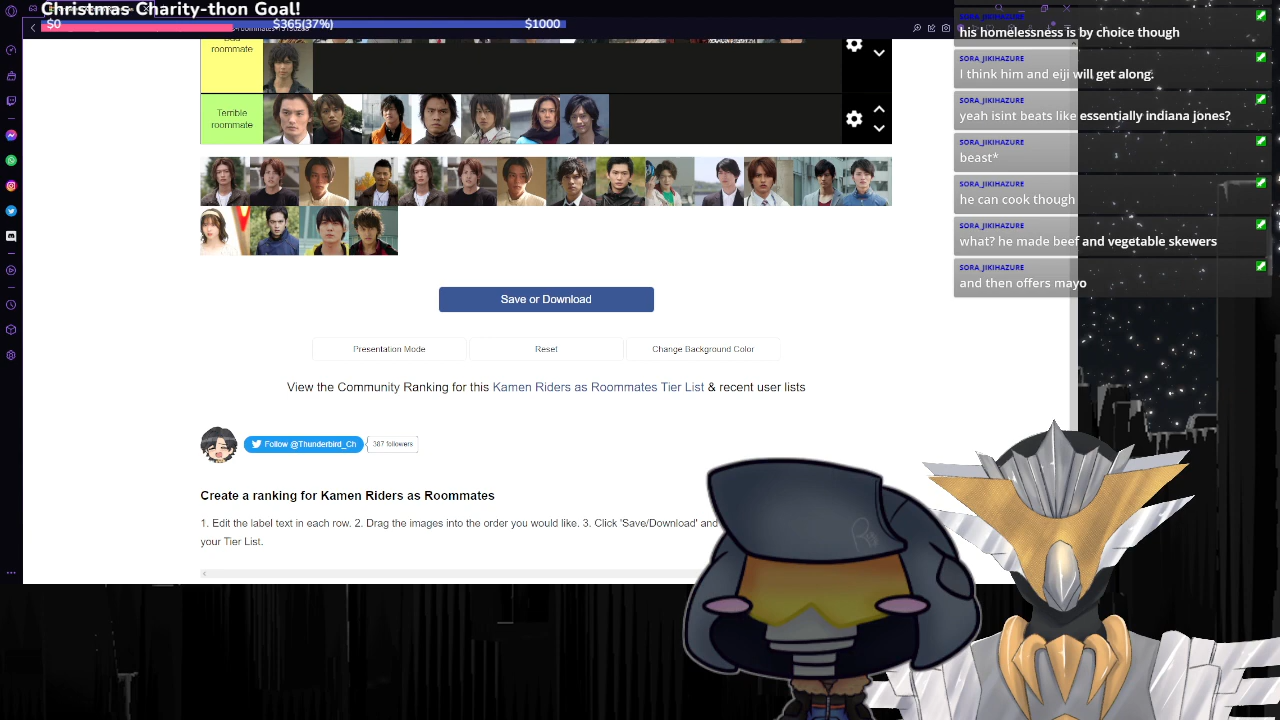 Christmas Charity-thon Goal!
$0 $365(37%) $1000
roommate
Terrible
roommate
Save or Download
Presentation Mode
Reset
Change Background Color
View the Community Ranking for this Kamen Riders as Roommates Tier List & recent user lists
Follow @Thunderbird_Ch
387 followers
Create a ranking for Kamen Riders as Roommates
1. Edit the label text in each row. 2. Drag the images into the order you would like. 3. Click 'Save/Download' and
your Tier List.
SORA_JIKIHAZURE
his homelessness is by choice though
SORA_JIKIHAZURE
I think him and eiji will get along.
SORA_JIKIHAZURE
yeah isint beats like essentially indiana jones?
SORA_JIKIHAZURE
beast*
SORA_JIKIHAZURE
he can cook though
SORA_JIKIHAZURE
what? he made beef and vegetable skewers
SORA_JIKIHAZURE
and then offers mayo